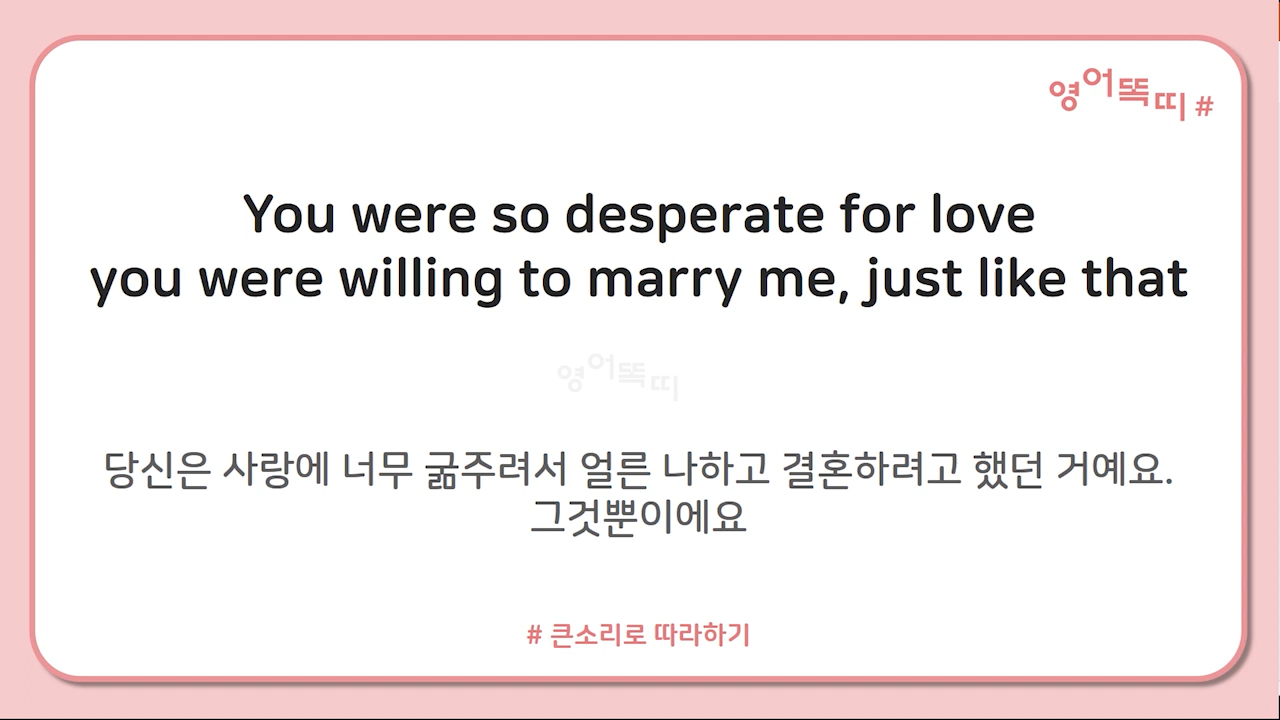 영어똑띠 #
You were so desperate for love
you were willing to marry me, just like that
영어똑띠
당신은 사랑에 너무 굶주려서 얼른 나하고 결혼하려고 했던 거예요.
그것뿐이에요
# 큰소리로 따라하기